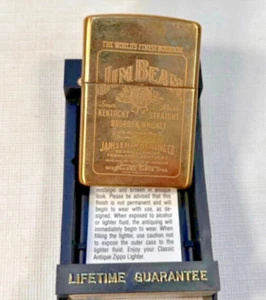 THE WORLD'S FINEST BOURBON
JIM BEAM
KENTUCKY STRAIGHT
BOURBON WHISKEY
JAMES B. BEAM DISTILLING CO.
nostalgic and brown in antique
look. Please be advised that this
finish is not permanent and will
begin to wear with use, as de-
signed. When exposed to alcohol
or lighter fluid, the antiquing will
immediately begin to wear. When
filling the lighter, use caution not
to expose the outer case to the
lighter fluid. Enjoy your Classic
Antique Zippo Lighter.
LIFETIME GUARANTEE